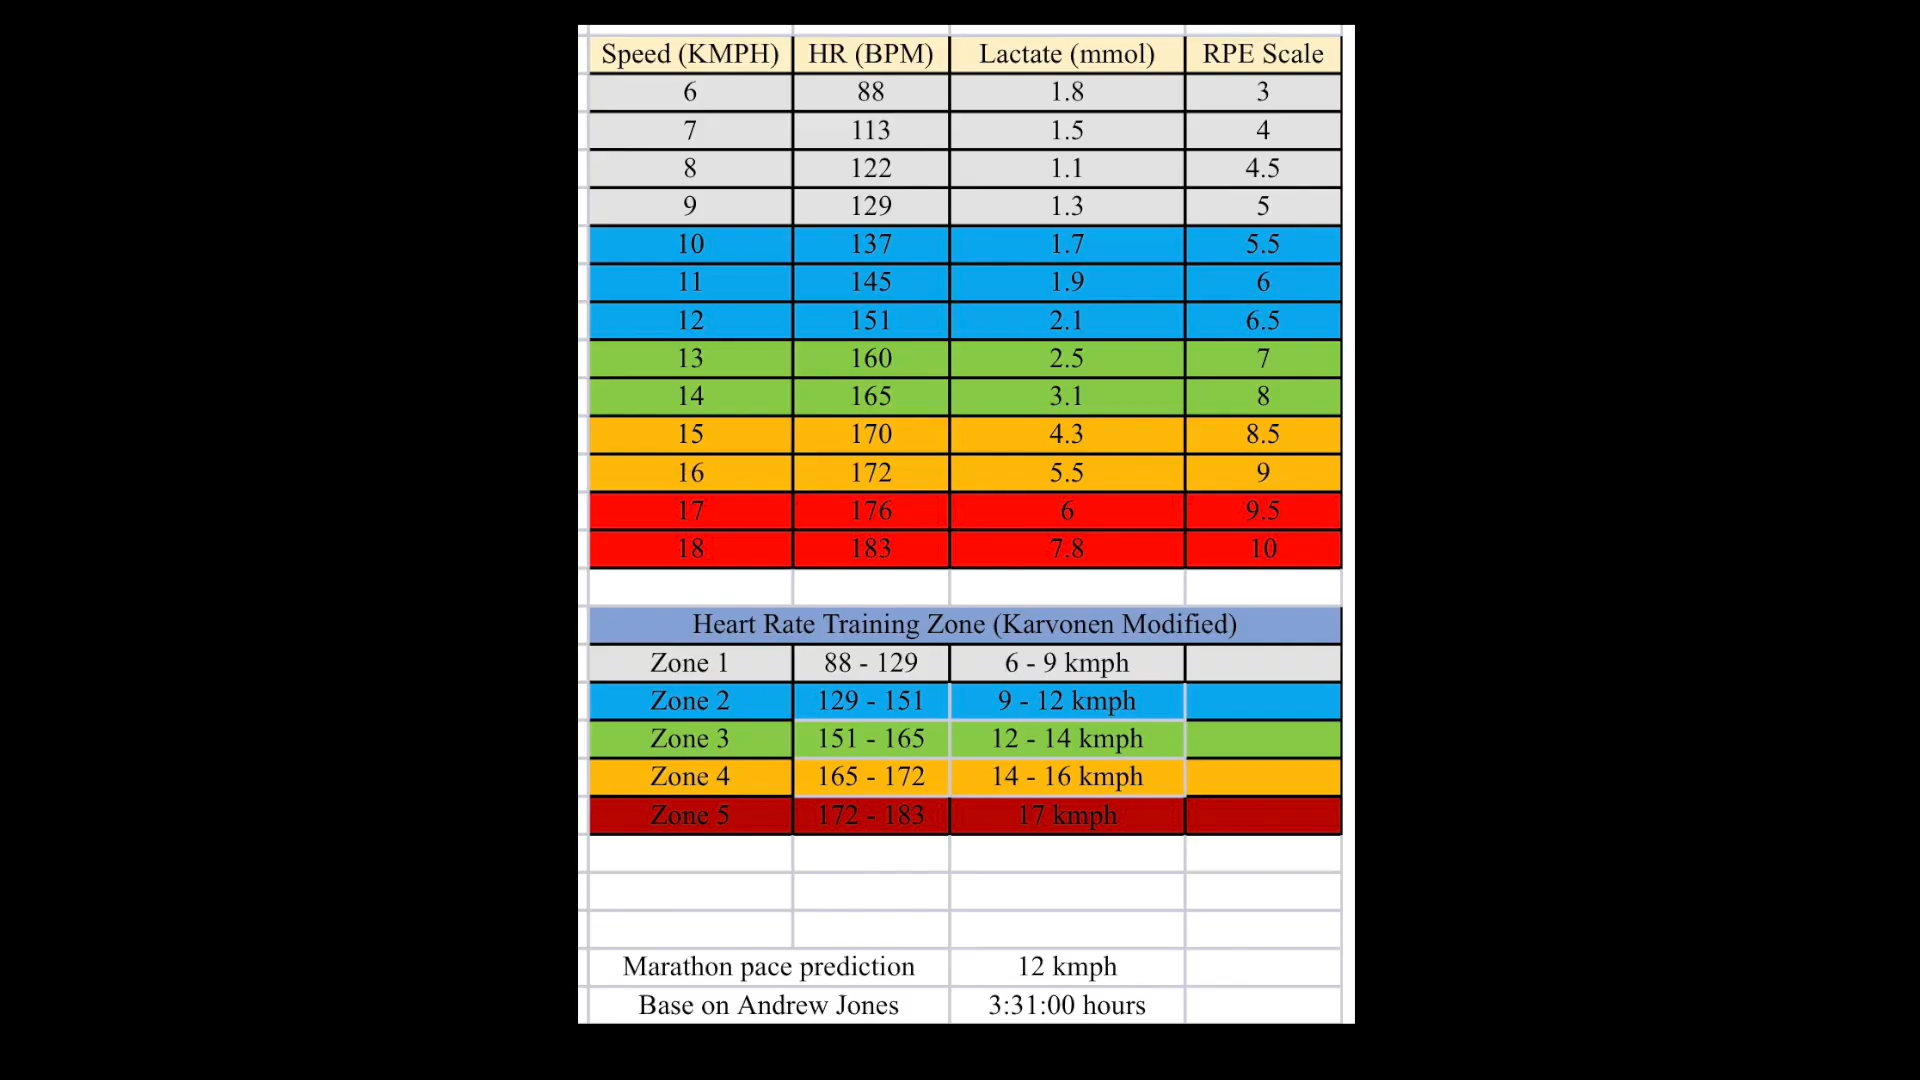 Speed (KMPH) HR (BPM) Lactate (mmol) RPE Scale
6 88 1.8 3
7 113 1.5 4
8 122 1.1 4.5
9 129 1.3 5
10 137 1.7 5.5
11 145 1.9 6
12 151 2.1 6.5
13 160 2.5 7
14 165 3.1 8
15 170 4.3 8.5
16 172 5.5 9
17 176 6 9.5
18 183 7.8 10
Heart Rate Training Zone (Karvonen Modified)
Zone 1 88 - 129 6 - 9 kmph
Zone 2 129 - 151 9 - 12 kmph
Zone 3 151 - 165 12 - 14 kmph
Zone 4 165 - 172 14 - 16 kmph
Zone 5 172 - 183 17 kmph
Marathon pace prediction 12 kmph
Base on Andrew Jones 3:31:00 hours